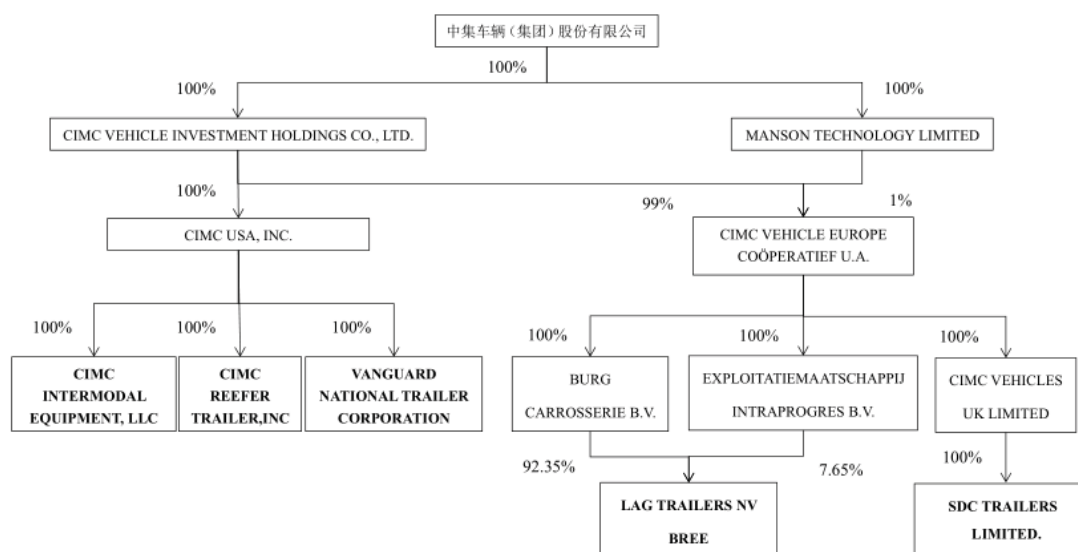 中集车辆（集团）股份有限公司
100%
100%
100%
CIMC VEHICLE INVESTMENT HOLDINGS CO., LTD.
MANSON TECHNOLOGY LIMITED
100%
99%
1%
CIMC USA, INC.
CIMC VEHICLE EUROPE
COÖPERATIEF U.A.
100%
100%
100%
100%
100%
100%
CIMC
INTERMODAL
EQUIPMENT, LLC
CIMC
REEFER
TRAILER,INC
VANGUARD
NATIONAL TRAILER
CORPORATION
BURG
CARROSSERIE B.V.
EXPLOITATIEMAATSCHAPPIJ
INTRAPROGRES B.V.
CIMC VEHICLES
UK LIMITED
92.35%
7.65%
100%
LAG TRAILERS NV
BREE
SDC TRAILERS
LIMITED.